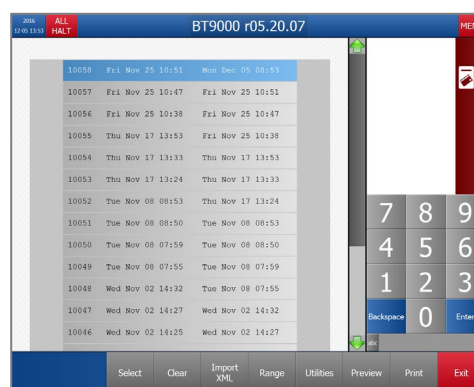 2016
12-05 13:53
ALL
HALT
BT9000 r05.20.07
10058 Fri Nov 25 10:51 Mon Dec 05 08:53
10057 Fri Nov 25 10:47 Fri Nov 25 10:51
10056 Fri Nov 25 10:38 Fri Nov 25 10:47
10055 Thu Nov 17 13:53 Fri Nov 25 10:38
10054 Thu Nov 17 13:33 Thu Nov 17 13:53
10053 Thu Nov 17 13:24 Thu Nov 17 13:33
10052 Tue Nov 08 08:53 Thu Nov 17 13:24
10051 Tue Nov 08 08:50 Tue Nov 08 08:53
10050 Tue Nov 08 07:59 Tue Nov 08 08:50
10049 Tue Nov 08 07:55 Tue Nov 08 07:59
10048 Wed Nov 02 14:32 Tue Nov 08 07:55
10047 Wed Nov 02 14:27 Wed Nov 02 14:32
10046 Wed Nov 02 14:25 Wed Nov 02 14:27
7 8 9
4 5 6
1 2 3
Backspace 0 Enter
abc
Select Clear Import XML Range Utilities Preview Print Exit